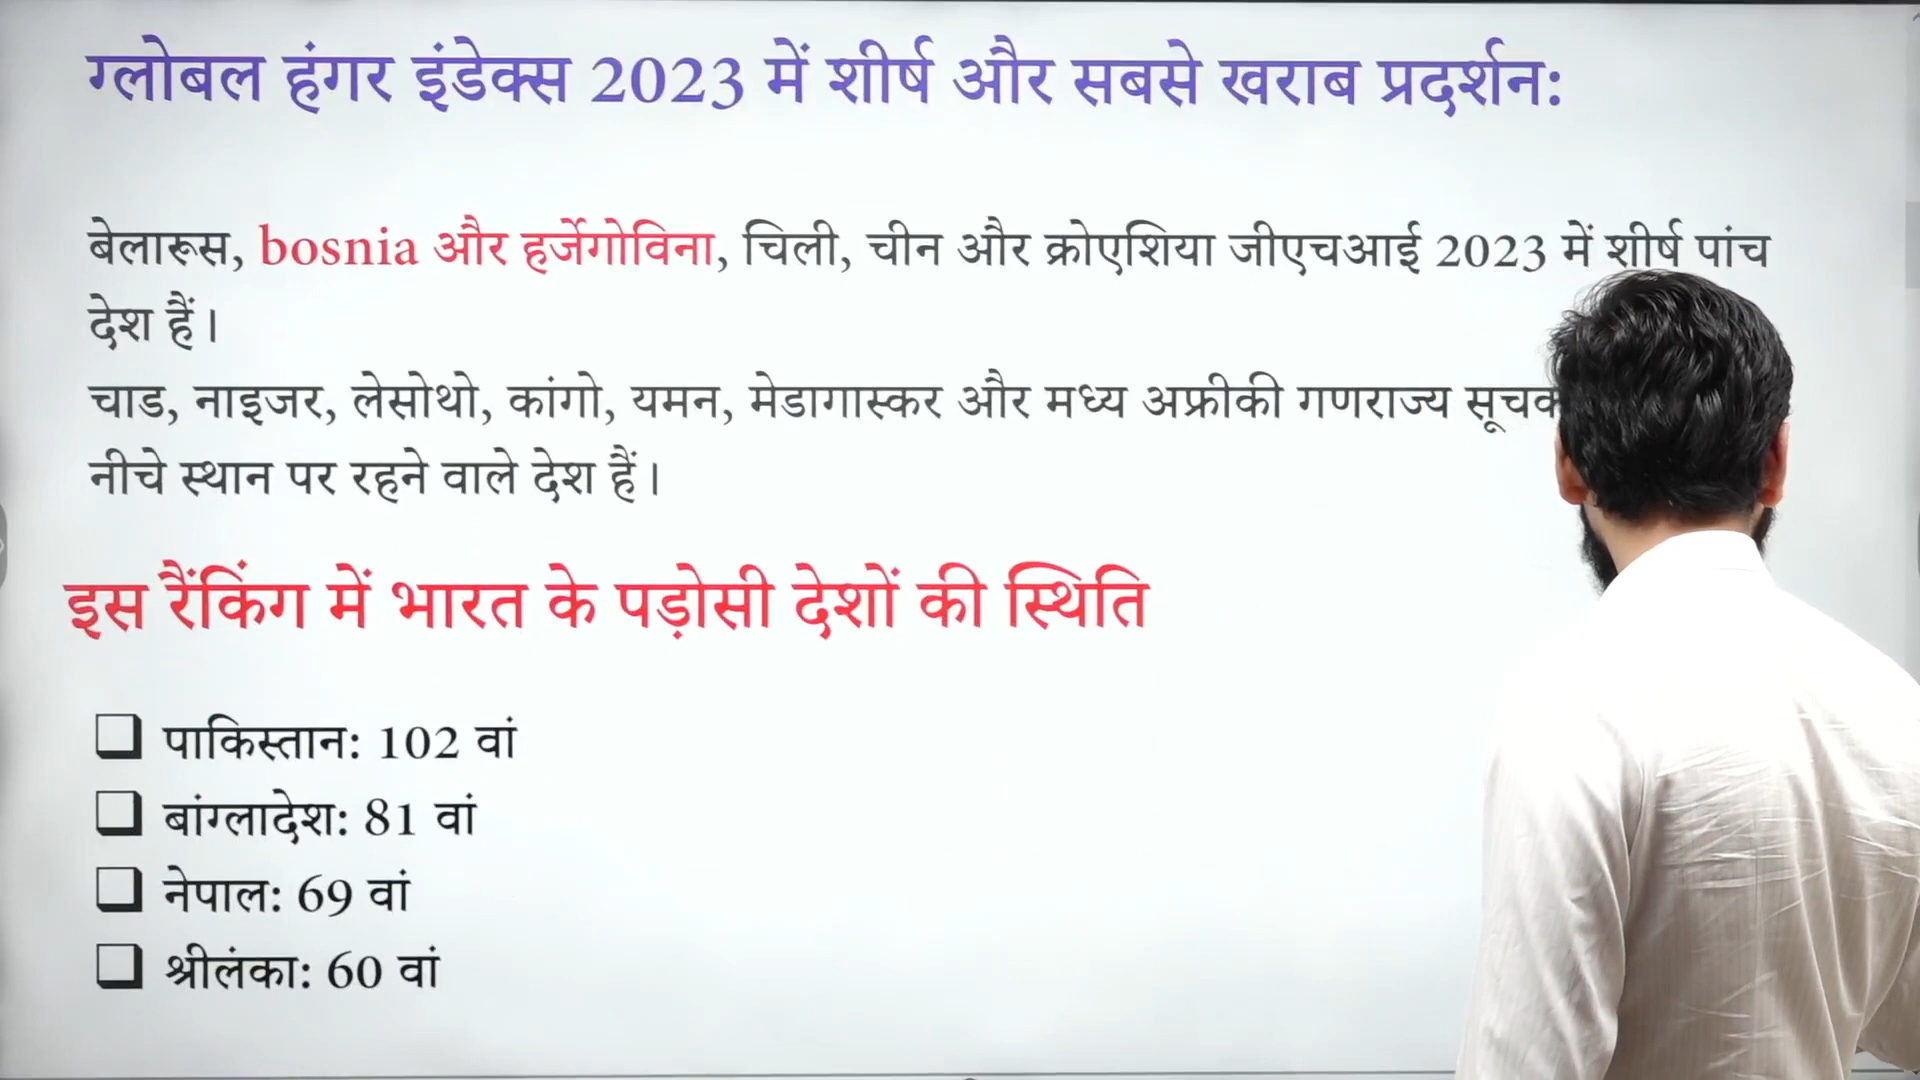 ग्लोबल हंगर इंडेक्स 2023 में शीर्ष और सबसे खराब प्रदर्शन:
बेलारूस, bosnia और हर्जेगोविना, चिली, चीन और क्रोएशिया जीएचआई 2023 में शीर्ष पांच
देश हैं।
चाड, नाइजर, लेसोथो, कांगो, यमन, मेडागास्कर और मध्य अफ्रीकी गणराज्य
नीचे स्थान पर रहने वाले देश हैं।
इस रैंकिंग में भारत के पड़ोसी देशों की स्थिति
❑ पाकिस्तान: 102 वां
❑ बांग्लादेश: 81 वां
❑ नेपाल: 69 वां
❑ श्रीलंका: 60 वां